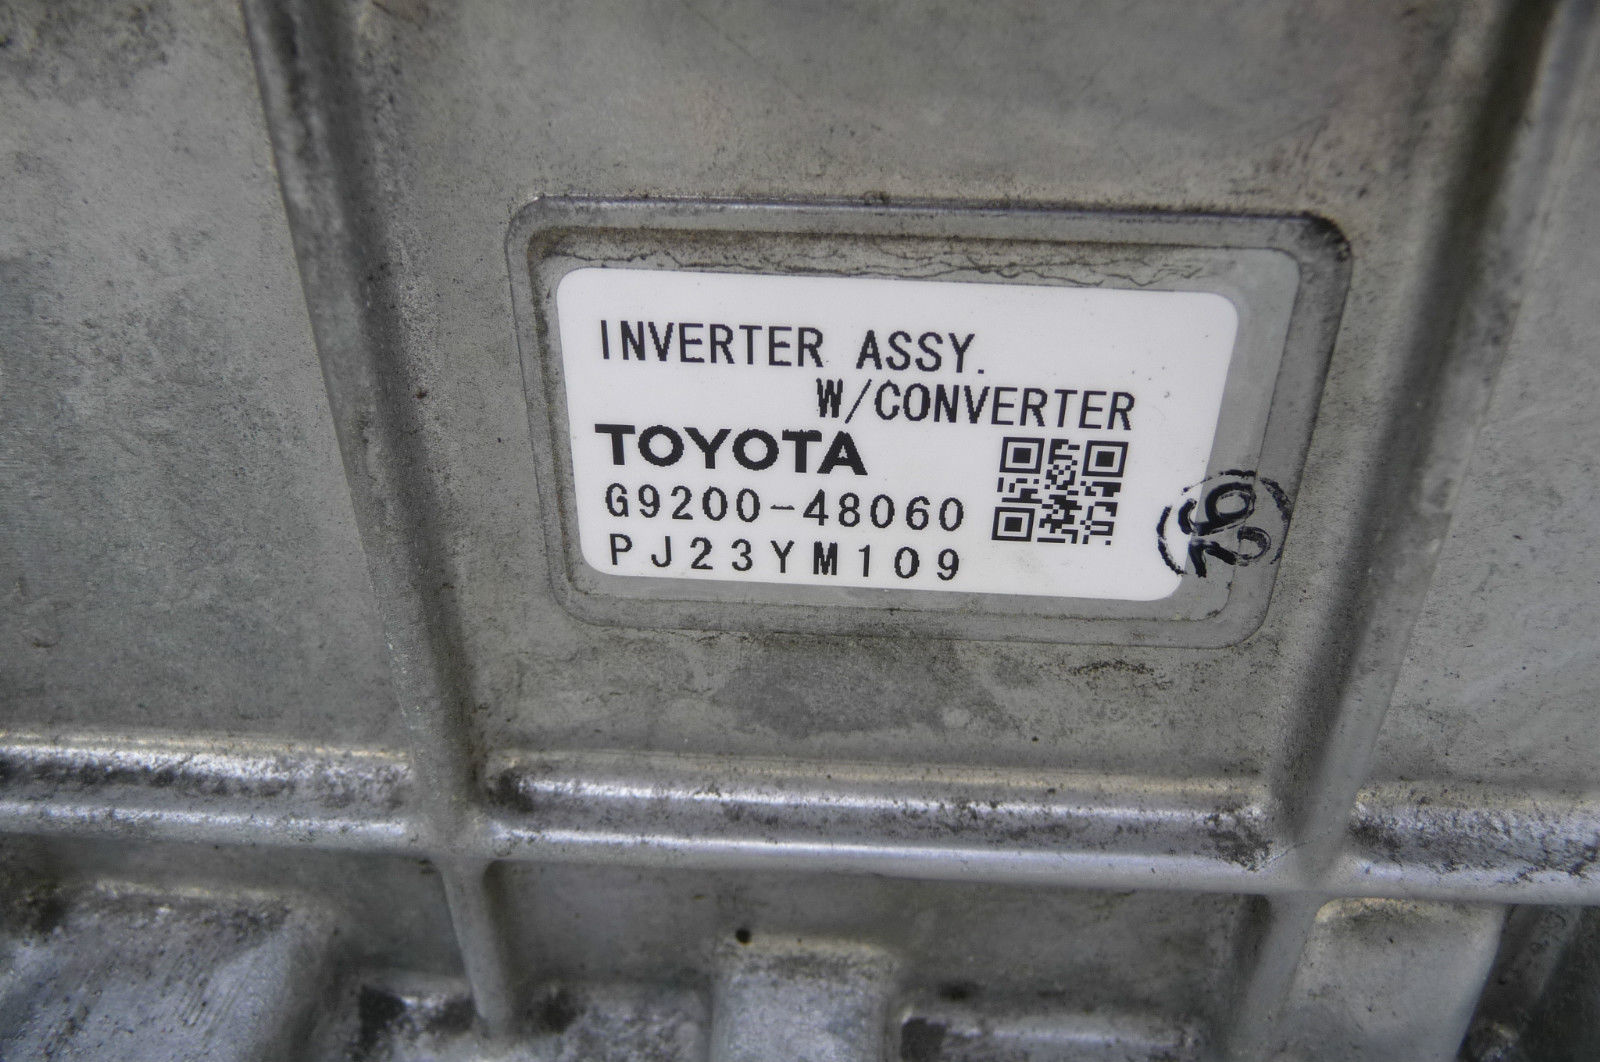 INVERTER ASSY.
W/CONVERTER
TOYOTA
G9200-48060
PJ23YM109